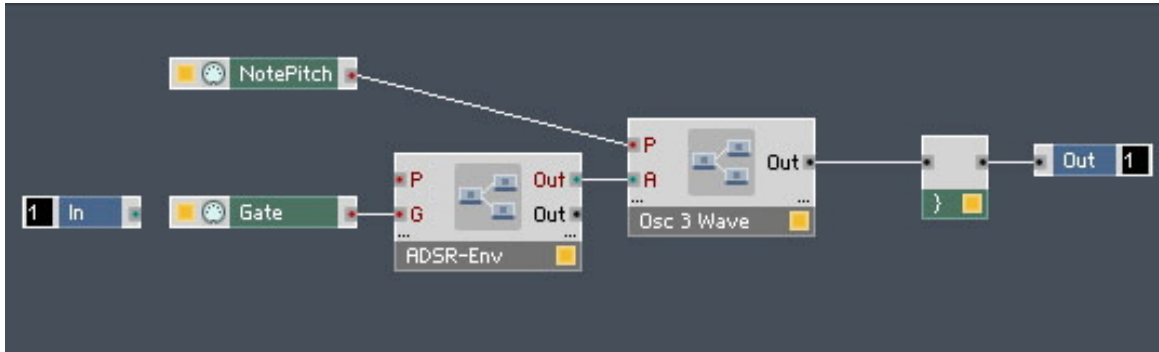 NotePitch
P
Out
A
...
...
Osc 3 Wave
Out
1
}
1
In
Gate
P
Out
G
Out
...
...
ADSR-Env